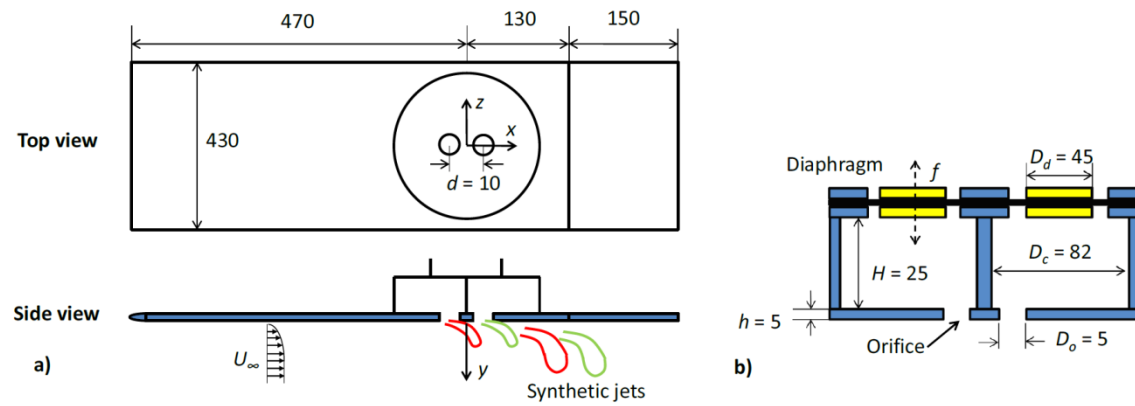 470
130
150
Top view
430
z
x
d = 10
Diaphragm
f
D_d = 45
H = 25
D_c = 82
h = 5
Orifice
D_o = 5
b)
Side view
U_∞
a)
y
Synthetic jets